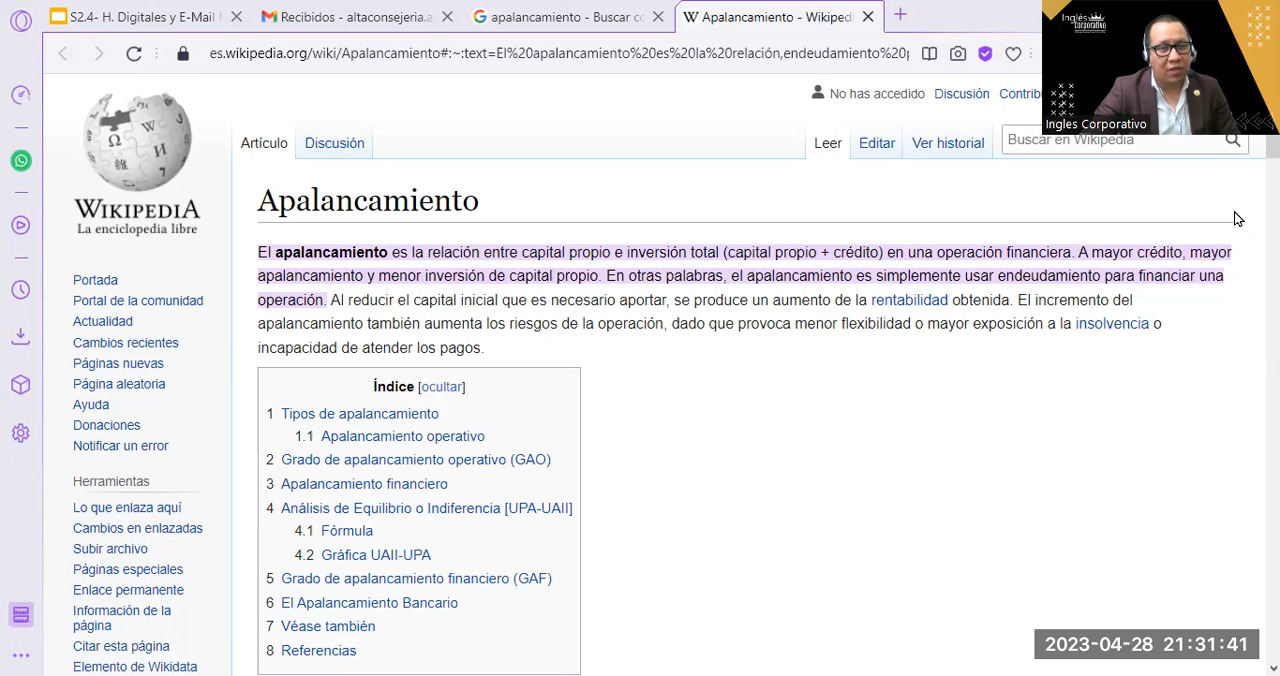 S2.4- H. Digitales y E-Mail
Recibidos - altaconsejeria.a
apalancamiento - Buscar co
Apalancamiento - Wikipedi
es.wikipedia.org/wiki/Apalancamiento#:~:text=El%20apalancamiento%20es%20la%20relación,endeudamiento%20p
Inglés
Corporativo
Ingles Corporativo
No has accedido
Discusión
Contribu
Artículo
Discusión
Leer
Editar
Ver historial
Buscar en Wikipedia
WIKIPEDIA
La enciclopedia libre
Portada
Portal de la comunidad
Actualidad
Cambios recientes
Páginas nuevas
Página aleatoria
Ayuda
Donaciones
Notificar un error
Herramientas
Lo que enlaza aquí
Cambios en enlazadas
Subir archivo
Páginas especiales
Enlace permanente
Información de la
página
Citar esta página
Elemento de Wikidata
Apalancamiento
El apalancamiento es la relación entre capital propio e inversión total (capital propio + crédito) en una operación financiera. A mayor crédito, mayor
apalancamiento y menor inversión de capital propio. En otras palabras, el apalancamiento es simplemente usar endeudamiento para financiar una
operación. Al reducir el capital inicial que es necesario aportar, se produce un aumento de la rentabilidad obtenida. El incremento del
apalancamiento también aumenta los riesgos de la operación, dado que provoca menor flexibilidad o mayor exposición a la insolvencia o
incapacidad de atender los pagos.
Índice [ocultar]
1 Tipos de apalancamiento
1.1 Apalancamiento operativo
2 Grado de apalancamiento operativo (GAO)
3 Apalancamiento financiero
4 Análisis de Equilibrio o Indiferencia [UPA-UAII]
4.1 Fórmula
4.2 Gráfica UAII-UPA
5 Grado de apalancamiento financiero (GAF)
6 El Apalancamiento Bancario
7 Véase también
8 Referencias
2023-04-28 21:31:41